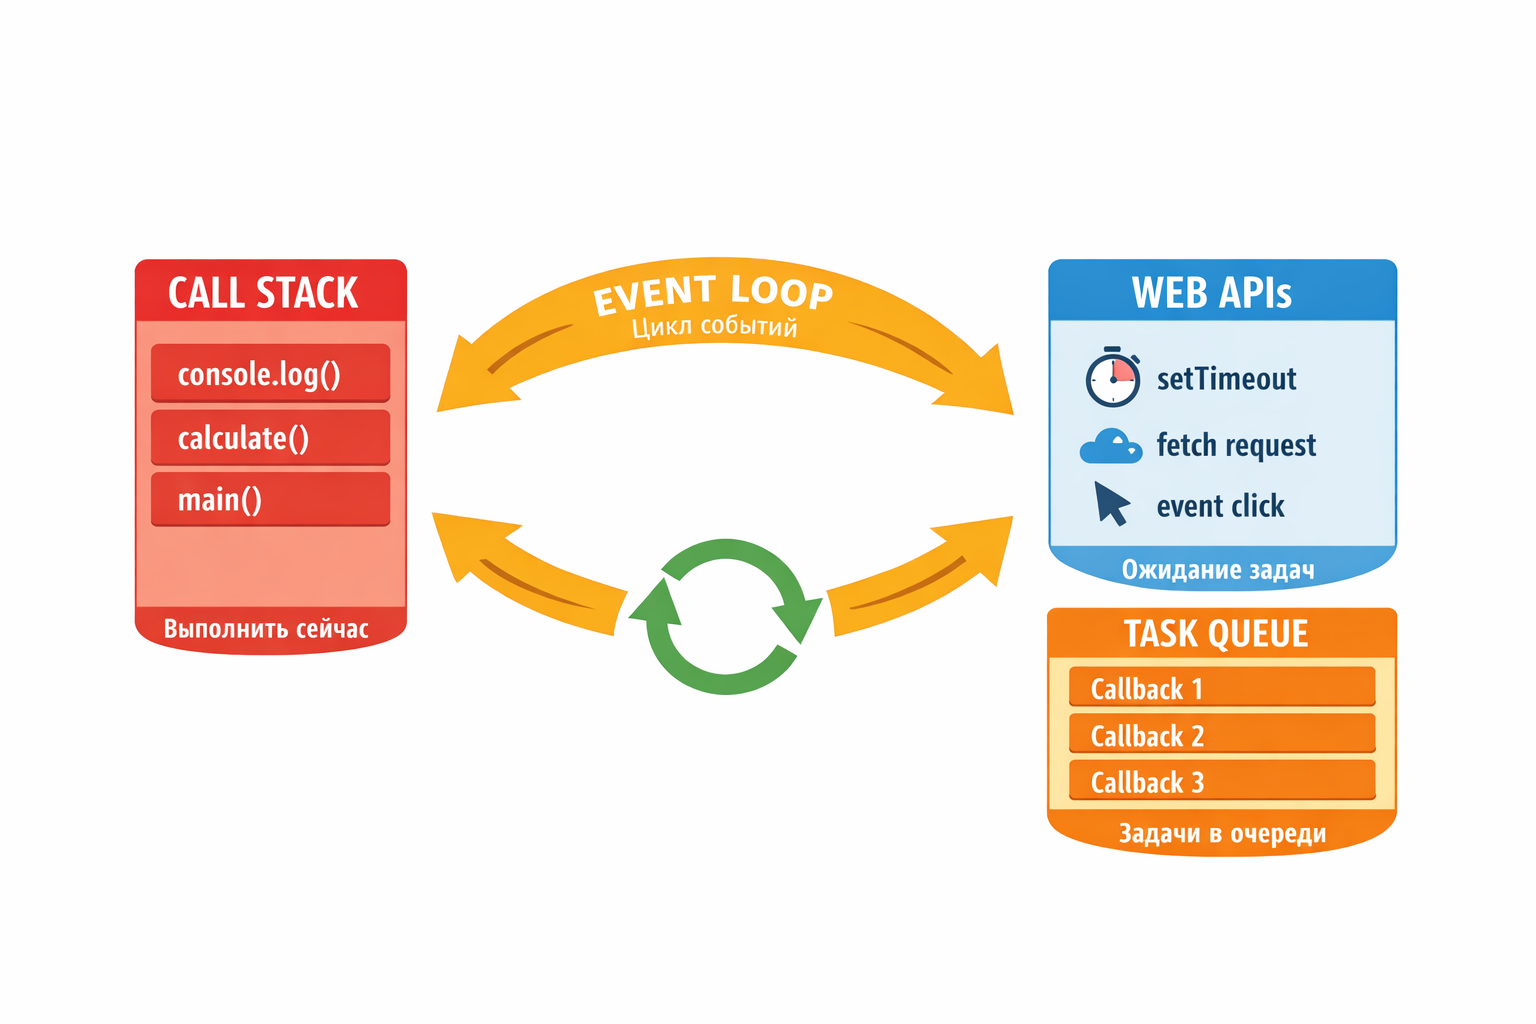 CALL STACK
console.log()
calculate()
main()
Выполнить сейчас
EVENT LOOP
Цикл событий
WEB APIs
setTimeout
fetch request
event click
Ожидание задач
TASK QUEUE
Callback 1
Callback 2
Callback 3
Задачи в очереди